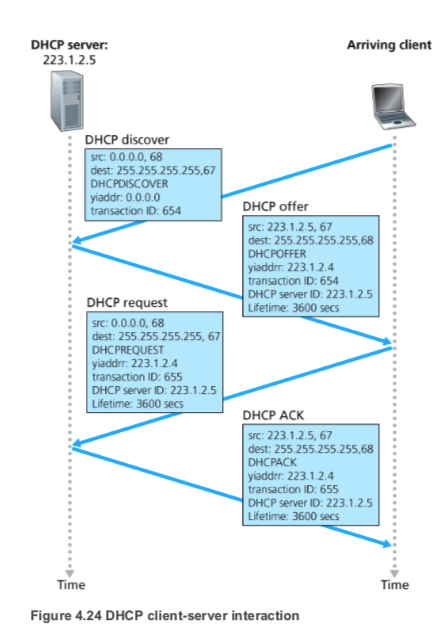 DHCP server:
223.1.2.5
Arriving client
DHCP discover
src: 0.0.0.0, 68
dest: 255.255.255.255,67
DHCPDISCOVER
yiaddr: 0.0.0.0
transaction ID: 654
DHCP offer
src: 223.1.2.5, 67
dest: 255.255.255.255,68
DHCPOFFER
yiaddrr: 223.1.2.4
transaction ID: 654
DHCP server ID: 223.1.2.5
Lifetime: 3600 secs
DHCP request
src: 0.0.0.0, 68
dest: 255.255.255.255, 67
DHCPREQUEST
yiaddrr: 223.1.2.4
transaction ID: 655
DHCP server ID: 223.1.2.5
Lifetime: 3600 secs
DHCP ACK
src: 223.1.2.5, 67
dest: 255.255.255.255,68
DHCPACK
yiaddrr: 223.1.2.4
transaction ID: 655
DHCP server ID: 223.1.2.5
Lifetime: 3600 secs
Time
Time
Figure 4.24 DHCP client-server interaction